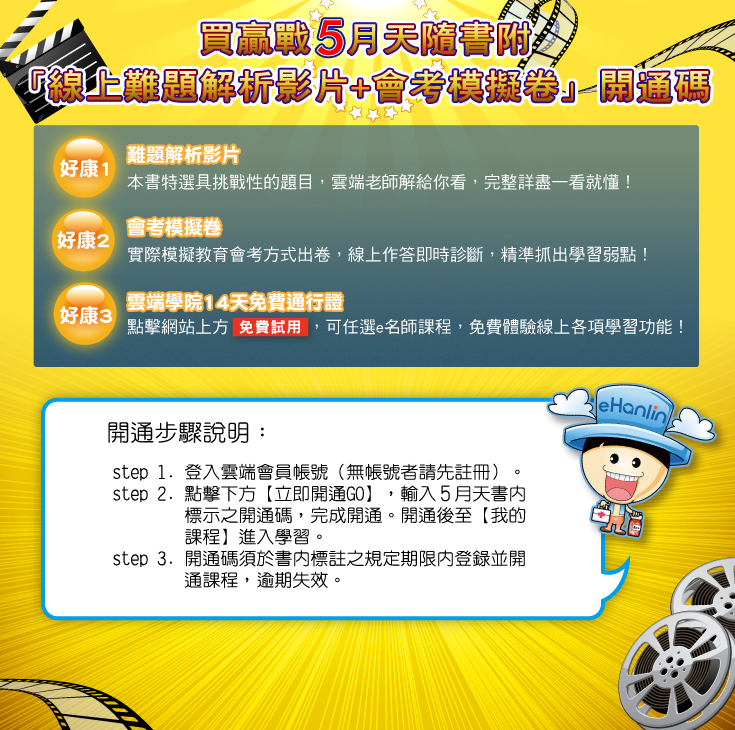 買贏戰5月天隨書附
「線上難題解析影片+會考模擬卷」開通碼
好康1
難題解析影片
本書特選具挑戰性的題目，雲端老師解給你看，完整詳盡一看就懂！
好康2
會考模擬卷
實際模擬教育會考方式出卷，線上作答即時診斷，精準抓出學習弱點！
好康3
雲端學院14天免費通行證
點擊網站上方 免費試用 ，可任選e名師課程，免費體驗線上各項學習功能！
eHanlin
開通步驟說明：
step 1. 登入雲端會員帳號（無帳號者請先註冊）。
step 2. 點擊下方【立即開通GO】，輸入5月天書内
標示之開通碼，完成開通。開通後至【我的
課程】進入學習。
step 3. 開通碼須於書内標註之規定期限内登錄並開
通課程，逾期失效。